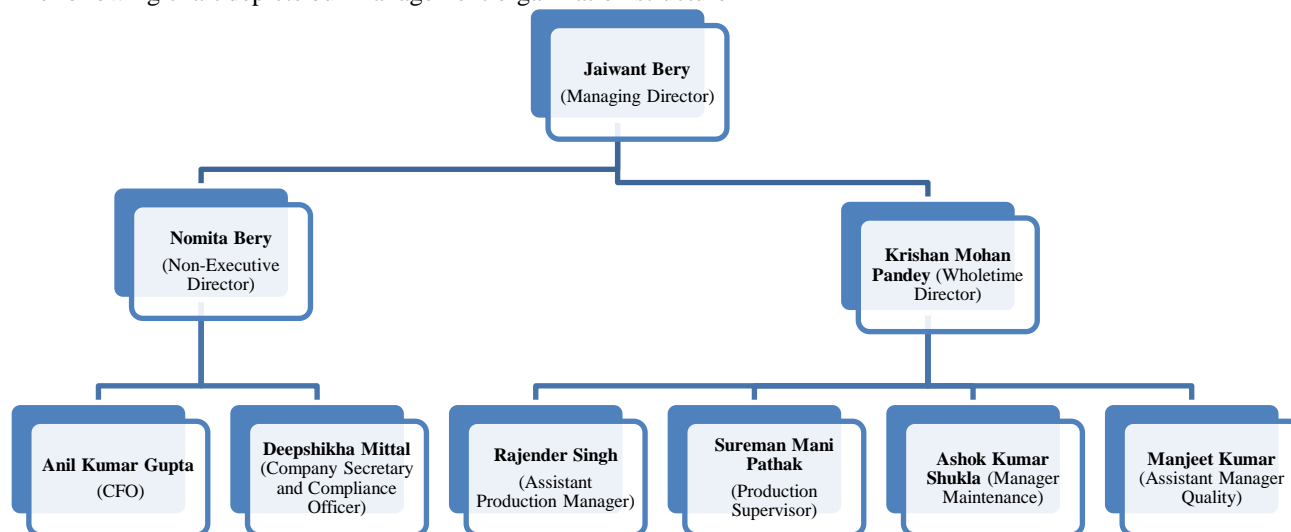 Jaiwant Bery
(Managing Director)
Nomita Bery
(Non-Executive
Director)
Krishan Mohan
Pandey (Wholetime
Director)
Anil Kumar Gupta
(CFO)
Deepshikha Mittal
(Company Secretary
and Compliance
Officer)
Rajender Singh
(Assistant
Production Manager)
Sureman Mani
Pathak
(Production
Supervisor)
Ashok Kumar
Shukla (Manager
Maintenance)
Manjeet Kumar
(Assistant Manager
Quality)